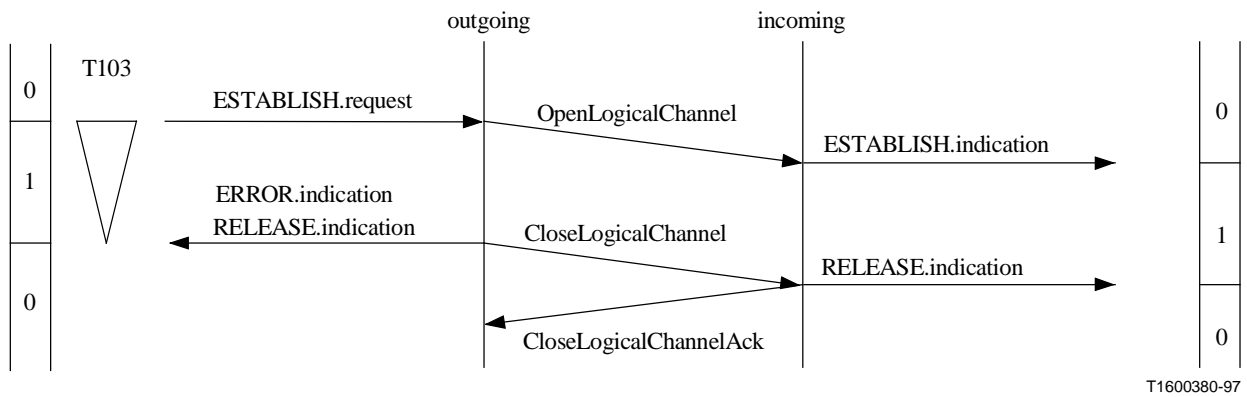 outgoing
incoming
T103
0
ESTABLISH.request
OpenLogicalChannel
0
ESTABLISH.indication
1
ERROR.indication
RELEASE.indication
CloseLogicalChannel
1
RELEASE.indication
0
CloseLogicalChannelAck
0
T1600380-97